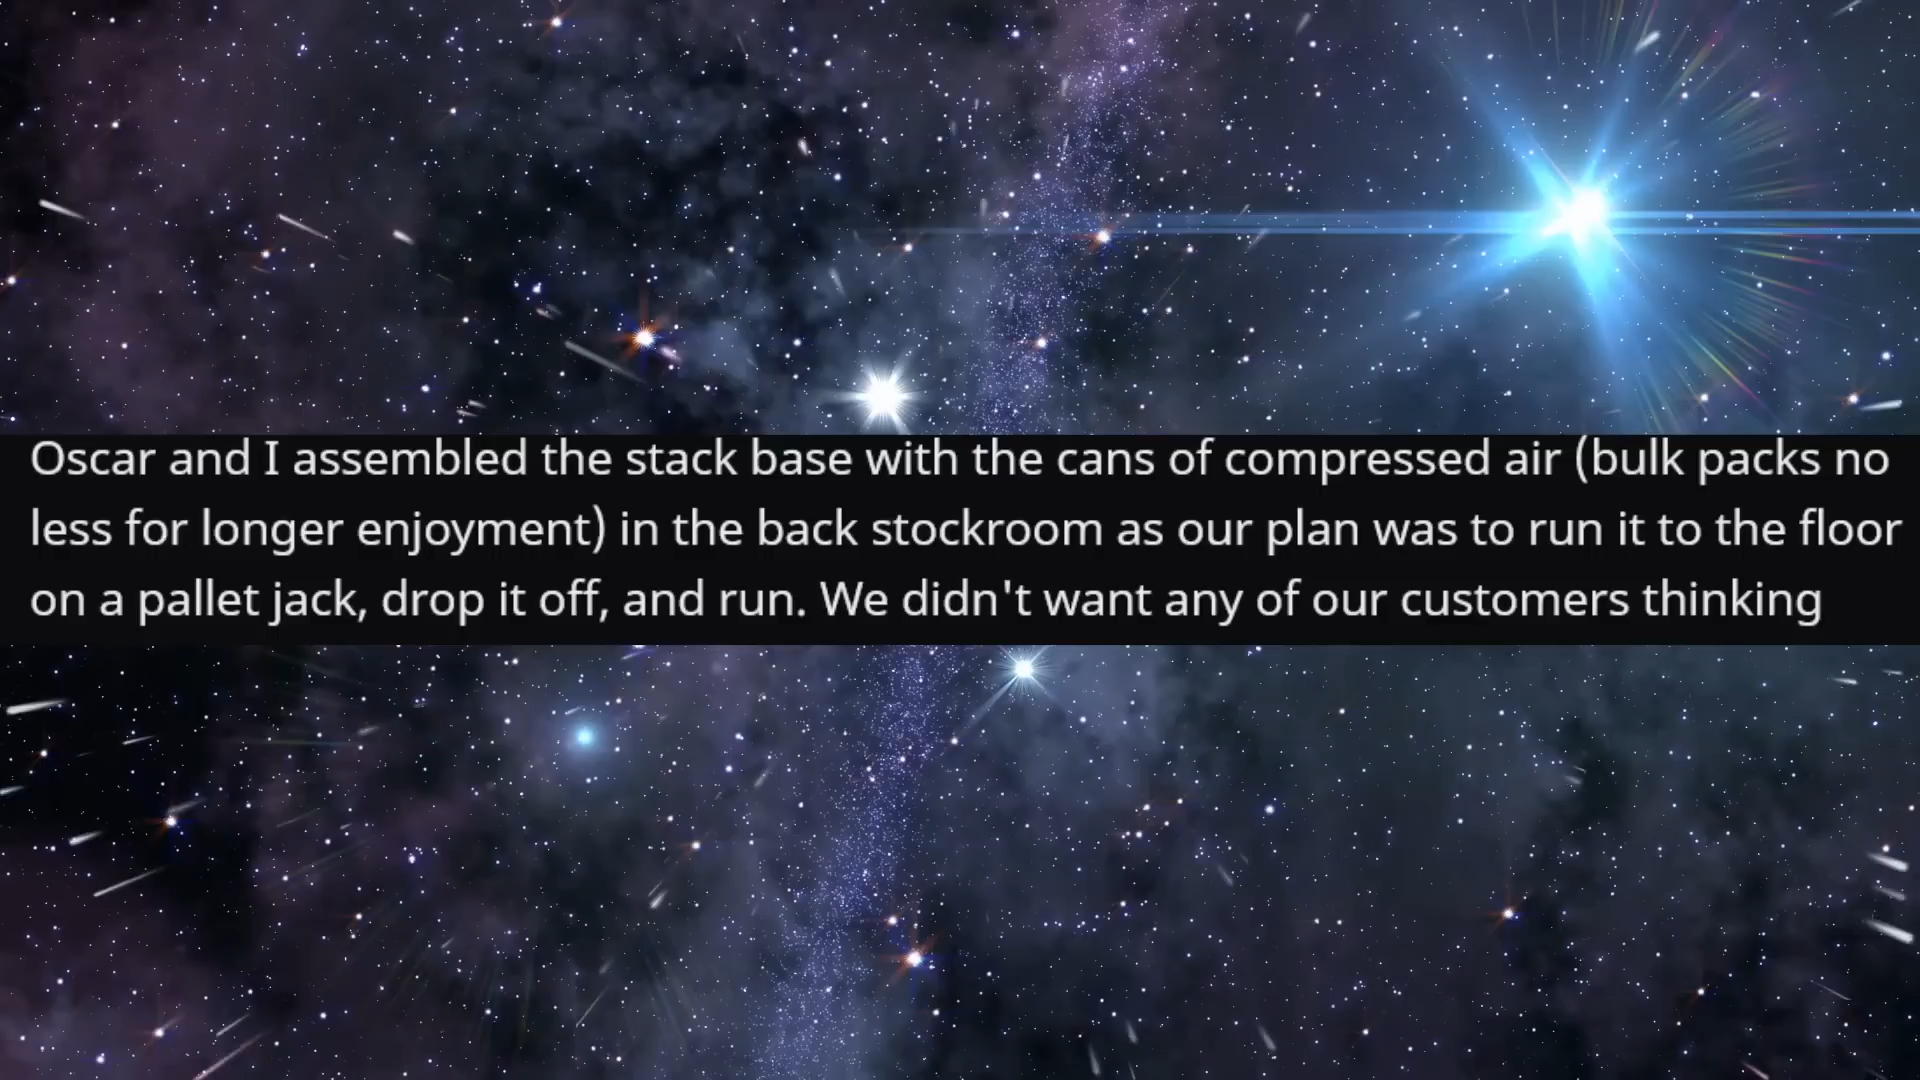 Oscar and I assembled the stack base with the cans of compressed air (bulk packs no
less for longer enjoyment) in the back stockroom as our plan was to run it to the floor
on a pallet jack, drop it off, and run. We didn't want any of our customers thinking